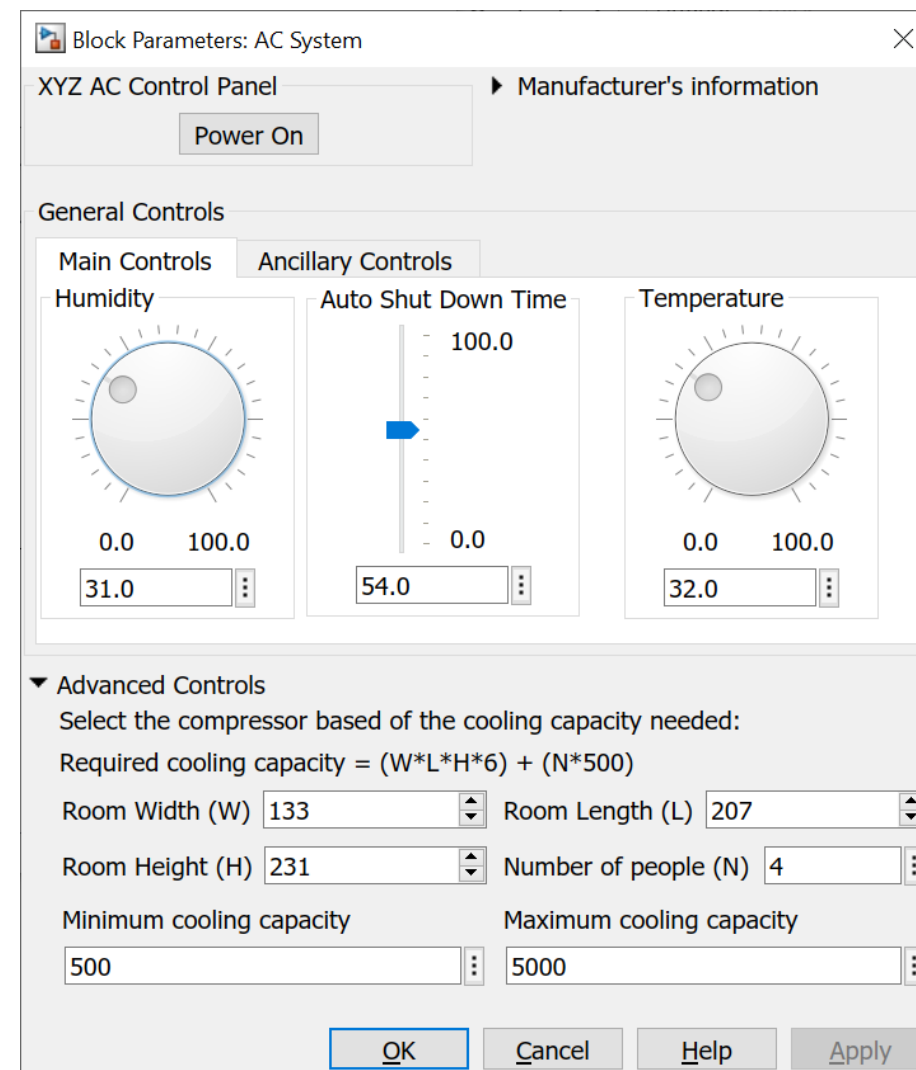 Block Parameters: AC System
XYZ AC Control Panel
Manufacturer's information
Power On
General Controls
Main Controls
Ancillary Controls
Humidity
0.0 100.0
31.0
Auto Shut Down Time
100.0
0.0
54.0
Temperature
0.0 100.0
32.0
Advanced Controls
Select the compressor based of the cooling capacity needed:
Required cooling capacity = (W*L*H*6) + (N*500)
Room Width (W) 133
Room Length (L) 207
Room Height (H) 231
Number of people (N) 4
Minimum cooling capacity
500
Maximum cooling capacity
5000
OK Cancel Help Apply